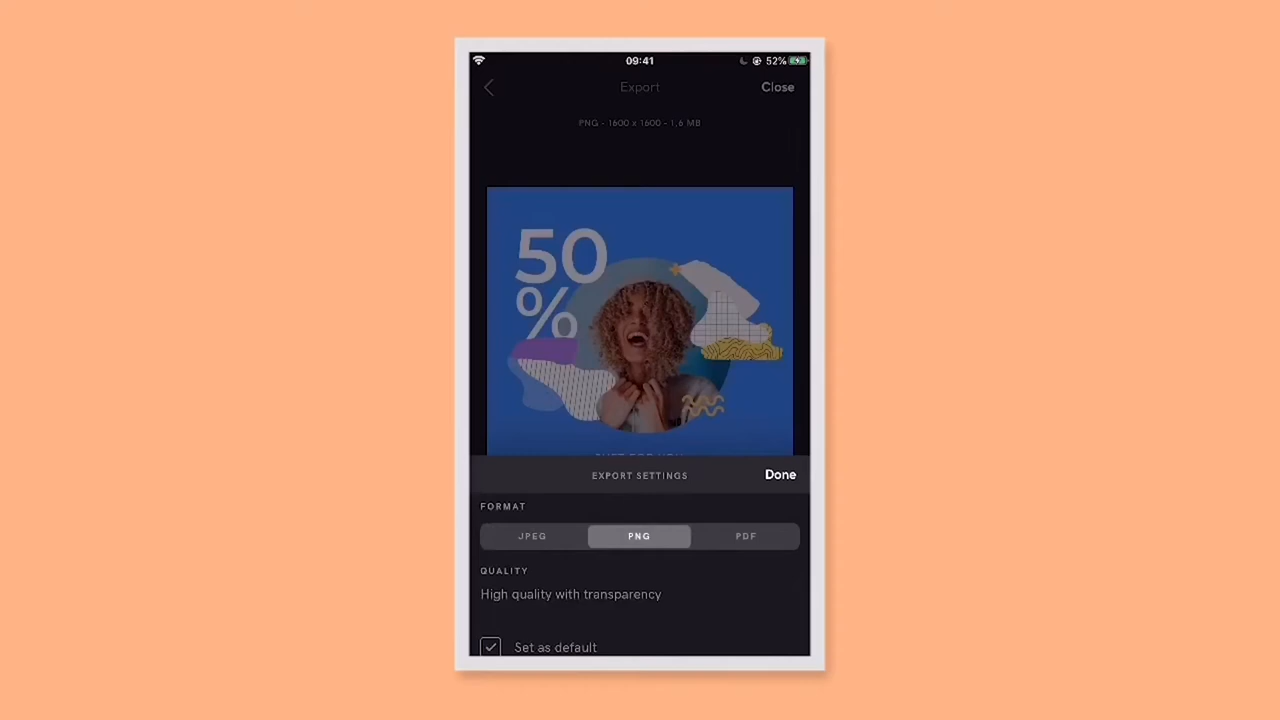 09:41
52%
Export
Close
PNG - 1600 x 1600 - 1,6 MB
50
%
EXPORT SETTINGS
Done
FORMAT
JPEG
PNG
PDF
QUALITY
High quality with transparency
Set as default